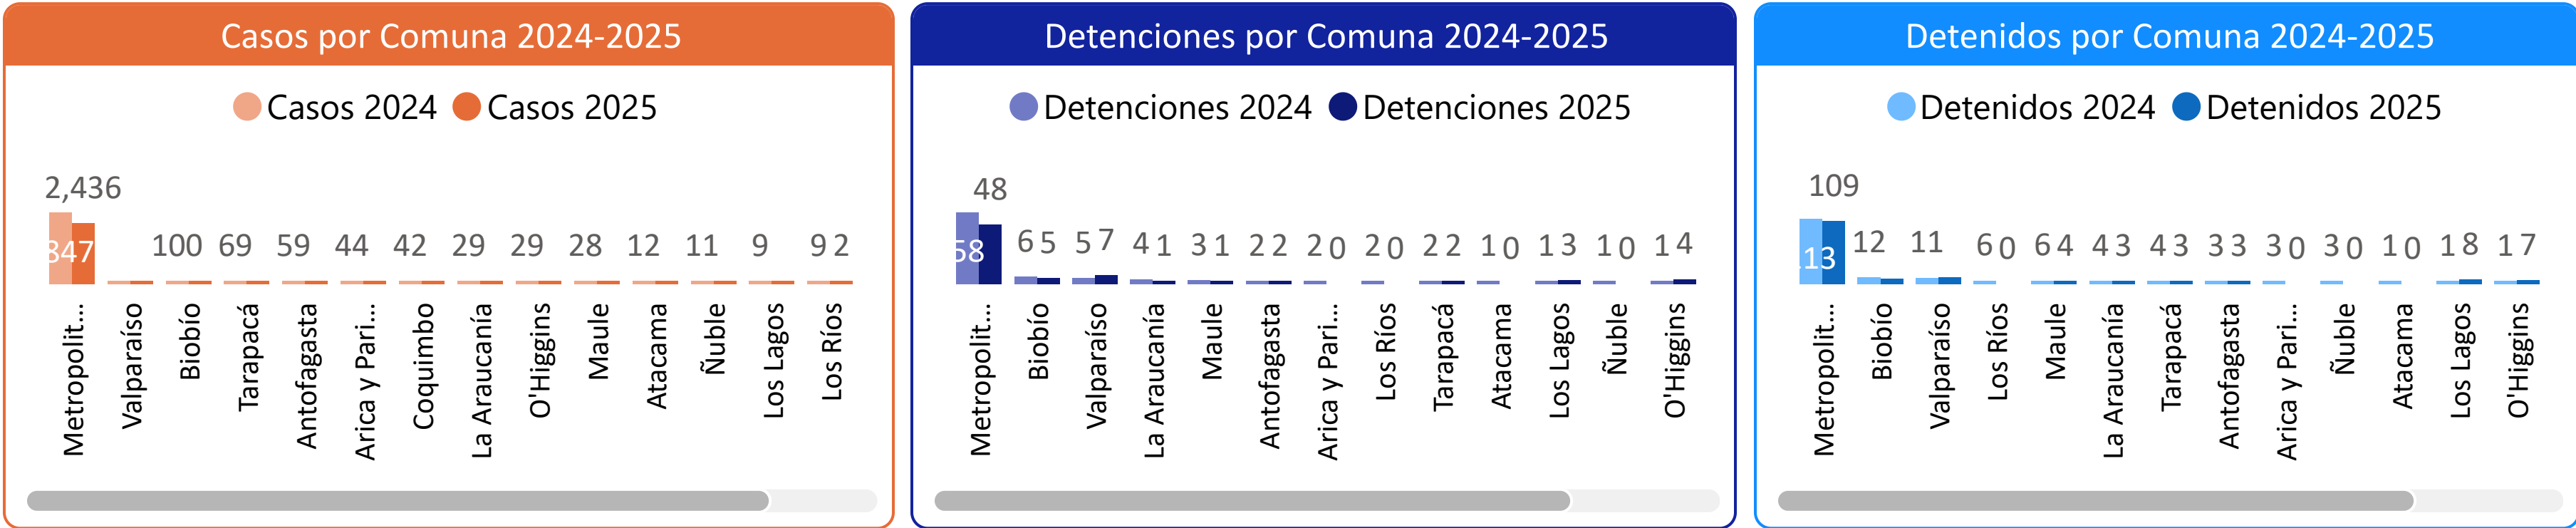 Casos por Comuna 2024-2025
Casos 2024 Casos 2025
2,436
847
100 69 59 44 42 29 29 28 12 11 9 9 2
Metropolit... Valparaíso Biobío Tarapacá Antofagasta Arica y Pari... Coquimbo La Araucanía O'Higgins Maule Atacama Ñuble Los Lagos Los Ríos
Detenciones por Comuna 2024-2025
Detenciones 2024 Detenciones 2025
48
58
6 5 5 7 4 1 3 1 2 2 2 0 2 0 2 2 1 0 1 3 1 0 1 4
Metropolit... Biobío Valparaíso La Araucanía Maule Antofagasta Arica y Pari... Los Ríos Tarapacá Atacama Los Lagos Ñuble O'Higgins
Detenidos por Comuna 2024-2025
Detenidos 2024 Detenidos 2025
109
13
12 11 6 0 6 4 4 3 4 3 3 3 3 0 3 0 1 0 1 8 1 7
Metropolit... Biobío Valparaíso Los Ríos Maule La Araucanía Tarapacá Antofagasta Arica y Pari... Ñuble Atacama Los Lagos O'Higgins